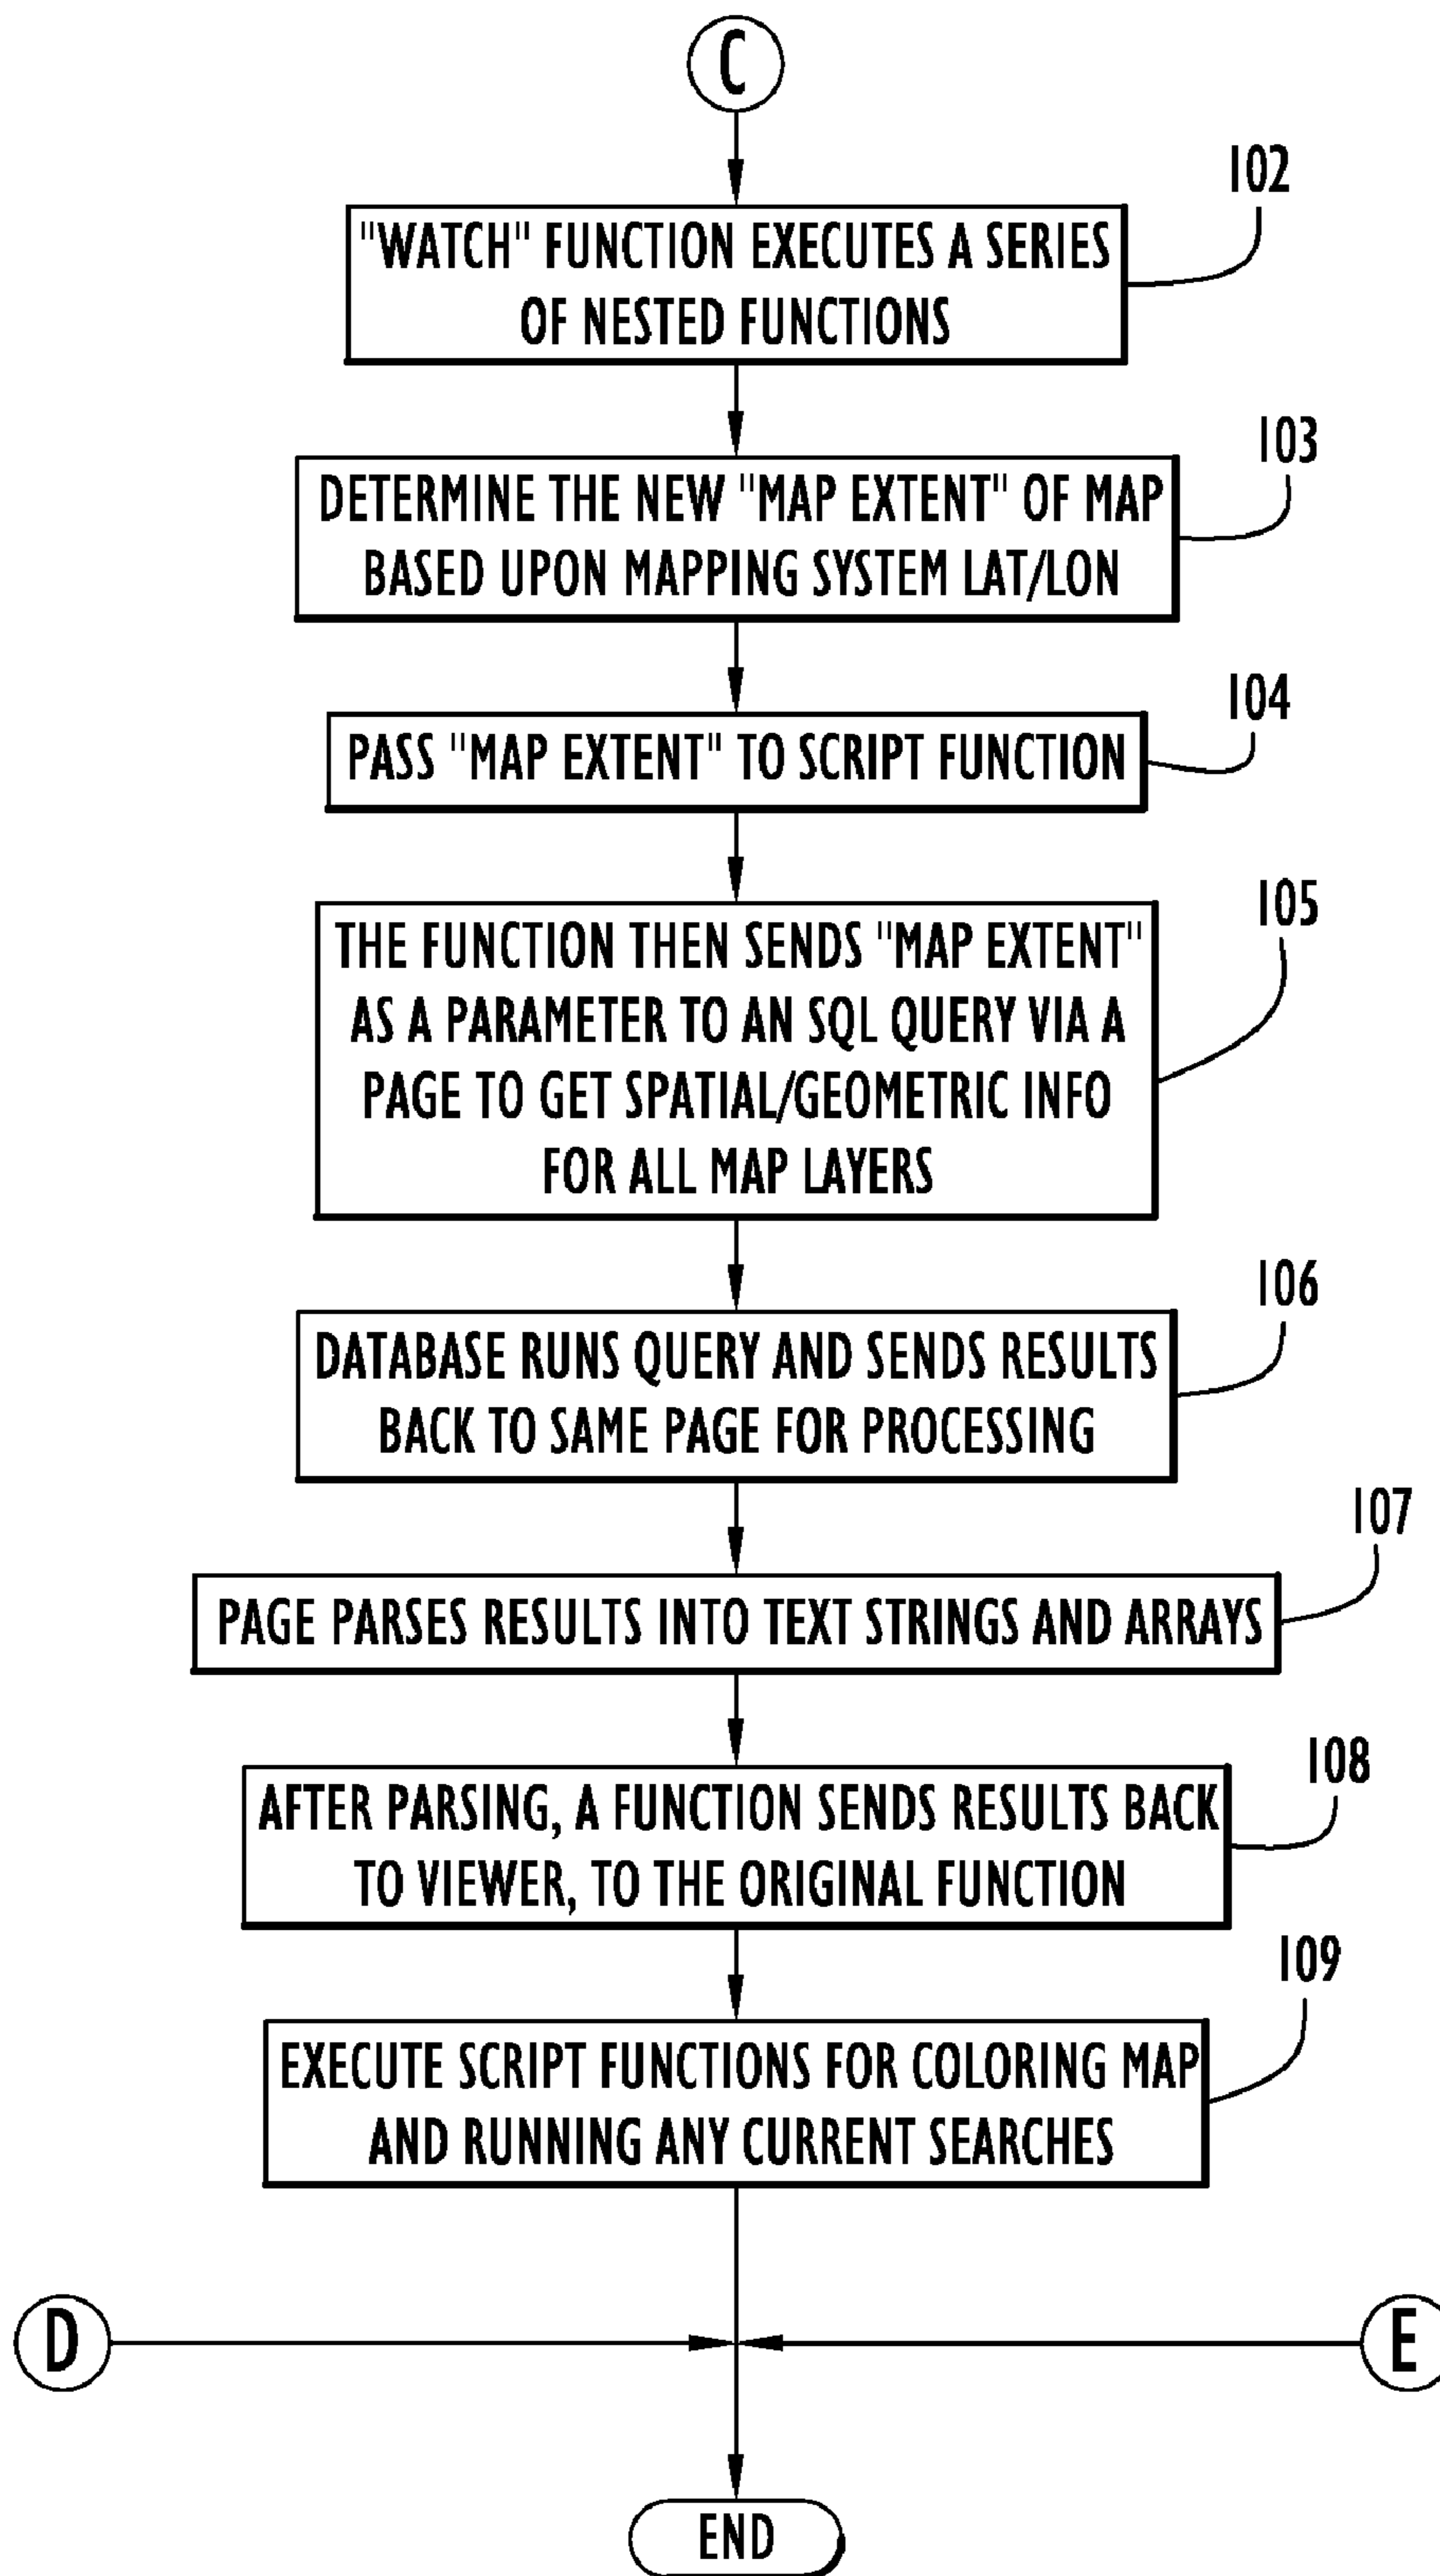 C
102
"WATCH" FUNCTION EXECUTES A SERIES
OF NESTED FUNCTIONS
103
DETERMINE THE NEW "MAP EXTENT" OF MAP
BASED UPON MAPPING SYSTEM LAT/LON
104
PASS "MAP EXTENT" TO SCRIPT FUNCTION
105
THE FUNCTION THEN SENDS "MAP EXTENT"
AS A PARAMETER TO AN SQL QUERY VIA A
PAGE TO GET SPATIAL/GEOMETRIC INFO
FOR ALL MAP LAYERS
106
DATABASE RUNS QUERY AND SENDS RESULTS
BACK TO SAME PAGE FOR PROCESSING
107
PAGE PARSES RESULTS INTO TEXT STRINGS AND ARRAYS
108
AFTER PARSING, A FUNCTION SENDS RESULTS BACK
TO VIEWER, TO THE ORIGINAL FUNCTION
109
EXECUTE SCRIPT FUNCTIONS FOR COLORING MAP
AND RUNNING ANY CURRENT SEARCHES
D
E
END